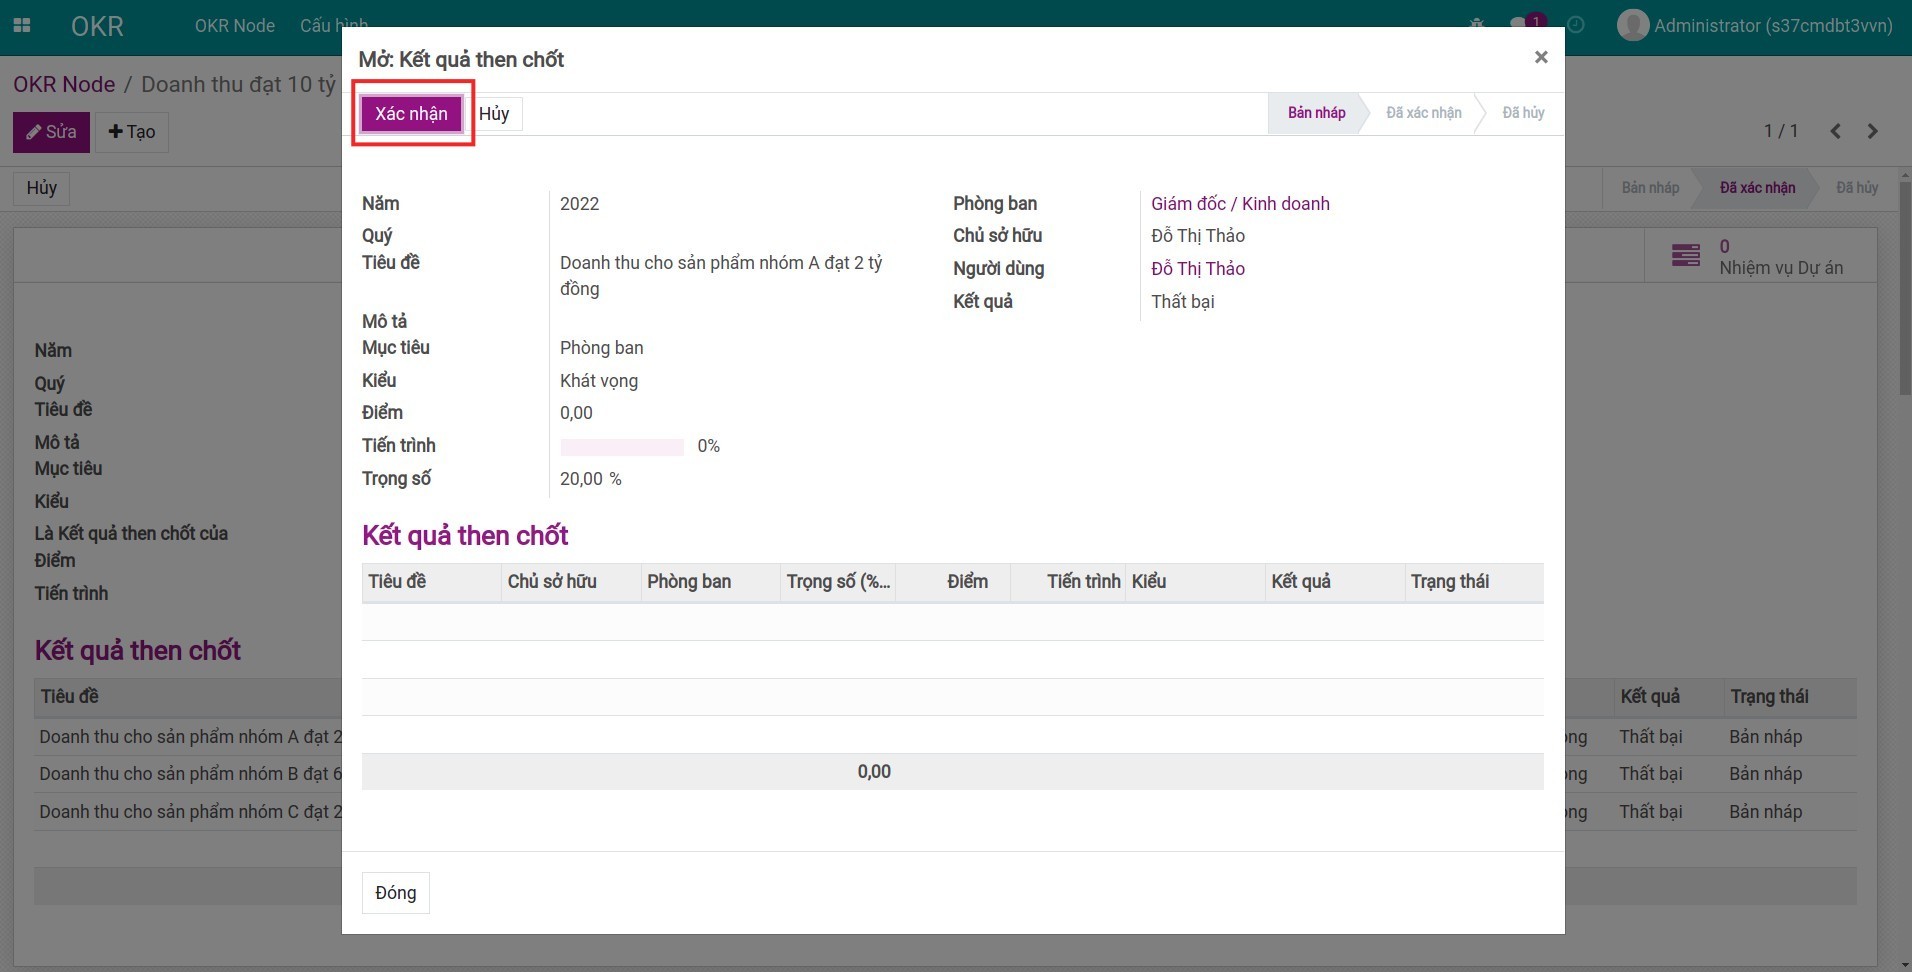 OKR
OKR Node
Cấu hình
1
Administrator (s37cmdbt3vvn)
OKR Node / Doanh thu đạt 10 tỷ
Sửa
Tạo
1 / 1
Hủy
Bản nháp
Đã xác nhận
Đã hủy
0
Nhiệm vụ Dự án
Năm
Quý
Tiêu đề
Mô tả
Mục tiêu
Kiểu
Là Kết quả then chốt của
Điểm
Tiến trình
Kết quả then chốt
Tiêu đề
Kết quả
Trạng thái
Doanh thu cho sản phẩm nhóm A đạt 2
ong
Thất bại
Bản nháp
Doanh thu cho sản phẩm nhóm B đạt 6
ong
Thất bại
Bản nháp
Doanh thu cho sản phẩm nhóm C đạt 2
ong
Thất bại
Bản nháp
Mở: Kết quả then chốt
×
Xác nhận
Hủy
Bản nháp
Đã xác nhận
Đã hủy
Năm 2022
Quý
Tiêu đề Doanh thu cho sản phẩm nhóm A đạt 2 tỷ
đồng
Mô tả
Mục tiêu Phòng ban
Kiểu Khát vọng
Điểm 0,00
Tiến trình 0%
Trọng số 20,00 %
Phòng ban Giám đốc / Kinh doanh
Chủ sở hữu Đỗ Thị Thảo
Người dùng Đỗ Thị Thảo
Kết quả Thất bại
Kết quả then chốt
Tiêu đề Chủ sở hữu Phòng ban Trọng số (%... Điểm Tiến trình Kiểu Kết quả Trạng thái
0,00
Đóng